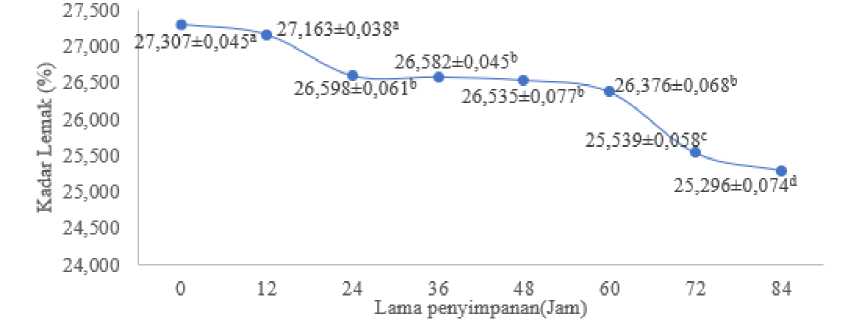 27,500
27,000
26,500
26,000
25,500
25,000
24,500
24,000
Kadar Lemak (%)
27,307±0,045ᵃ
27,163±0,038ᵃ
26,598±0,061ᵇ
26,582±0,045ᵇ
26,535±0,077ᵇ
26,376±0,068ᵇ
25,539±0,058ᶜ
25,296±0,074ᵈ
0 12 24 36 48 60 72 84
Lama penyimpanan(Jam)